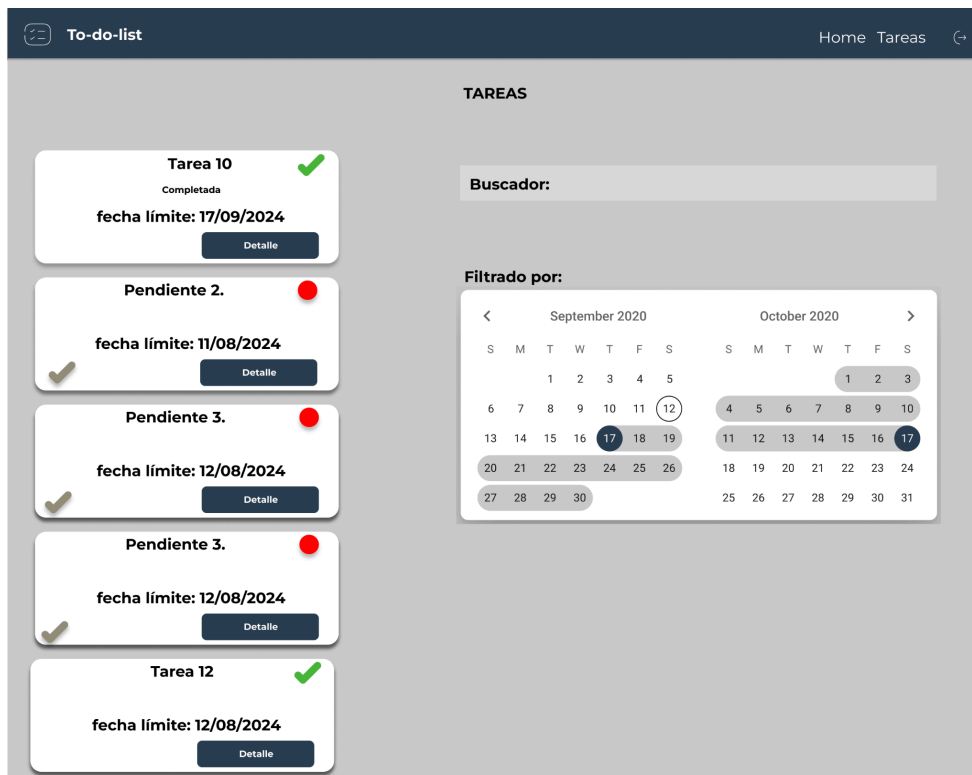 To-do-list
Home Tareas
TAREAS
Tarea 10
Completada
fecha límite: 17/09/2024
Detalle
Pendiente 2.
fecha límite: 11/08/2024
Detalle
Pendiente 3.
fecha límite: 12/08/2024
Detalle
Pendiente 3.
fecha límite: 12/08/2024
Detalle
Tarea 12
fecha límite: 12/08/2024
Detalle
Buscador:
Filtrado por:
September 2020
S M T W T F S
1 2 3 4 5
6 7 8 9 10 11 12
13 14 15 16 17 18 19
20 21 22 23 24 25 26
27 28 29 30
October 2020
S M T W T F S
1 2 3
4 5 6 7 8 9 10
11 12 13 14 15 16 17
18 19 20 21 22 23 24
25 26 27 28 29 30 31